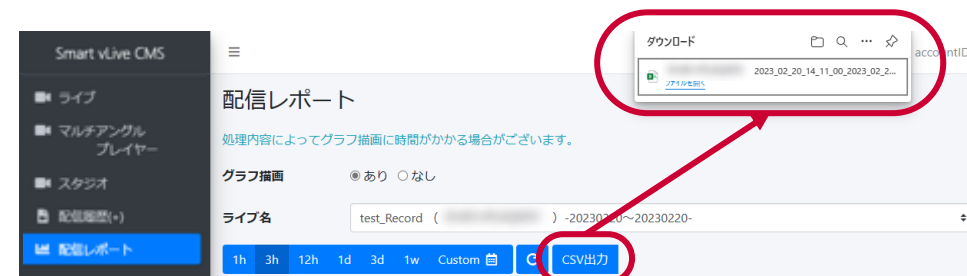 Smart vLive CMS
ライブ
マルチアングル
プレイヤー
スタジオ
配信履歴(+)
配信レポート
ダウンロード
2023_02_20_14_11_00_2023_02_2...
ファイルを開く
accountID
配信レポート
処理内容によってグラフ描画に時間がかかる場合がございます。
グラフ描画 あり なし
ライブ名 test_Record ( ) -20230220~20230220-
1h 3h 12h 1d 3d 1w Custom CSV出力